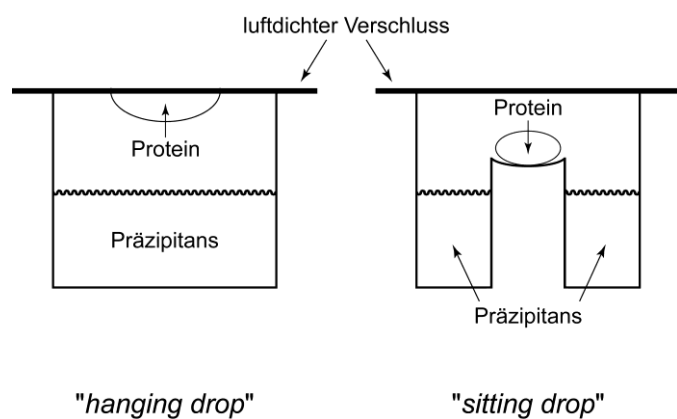 luftdichter Verschluss
Protein
Protein
Präzipitans
Präzipitans
"hanging drop"
"sitting drop"